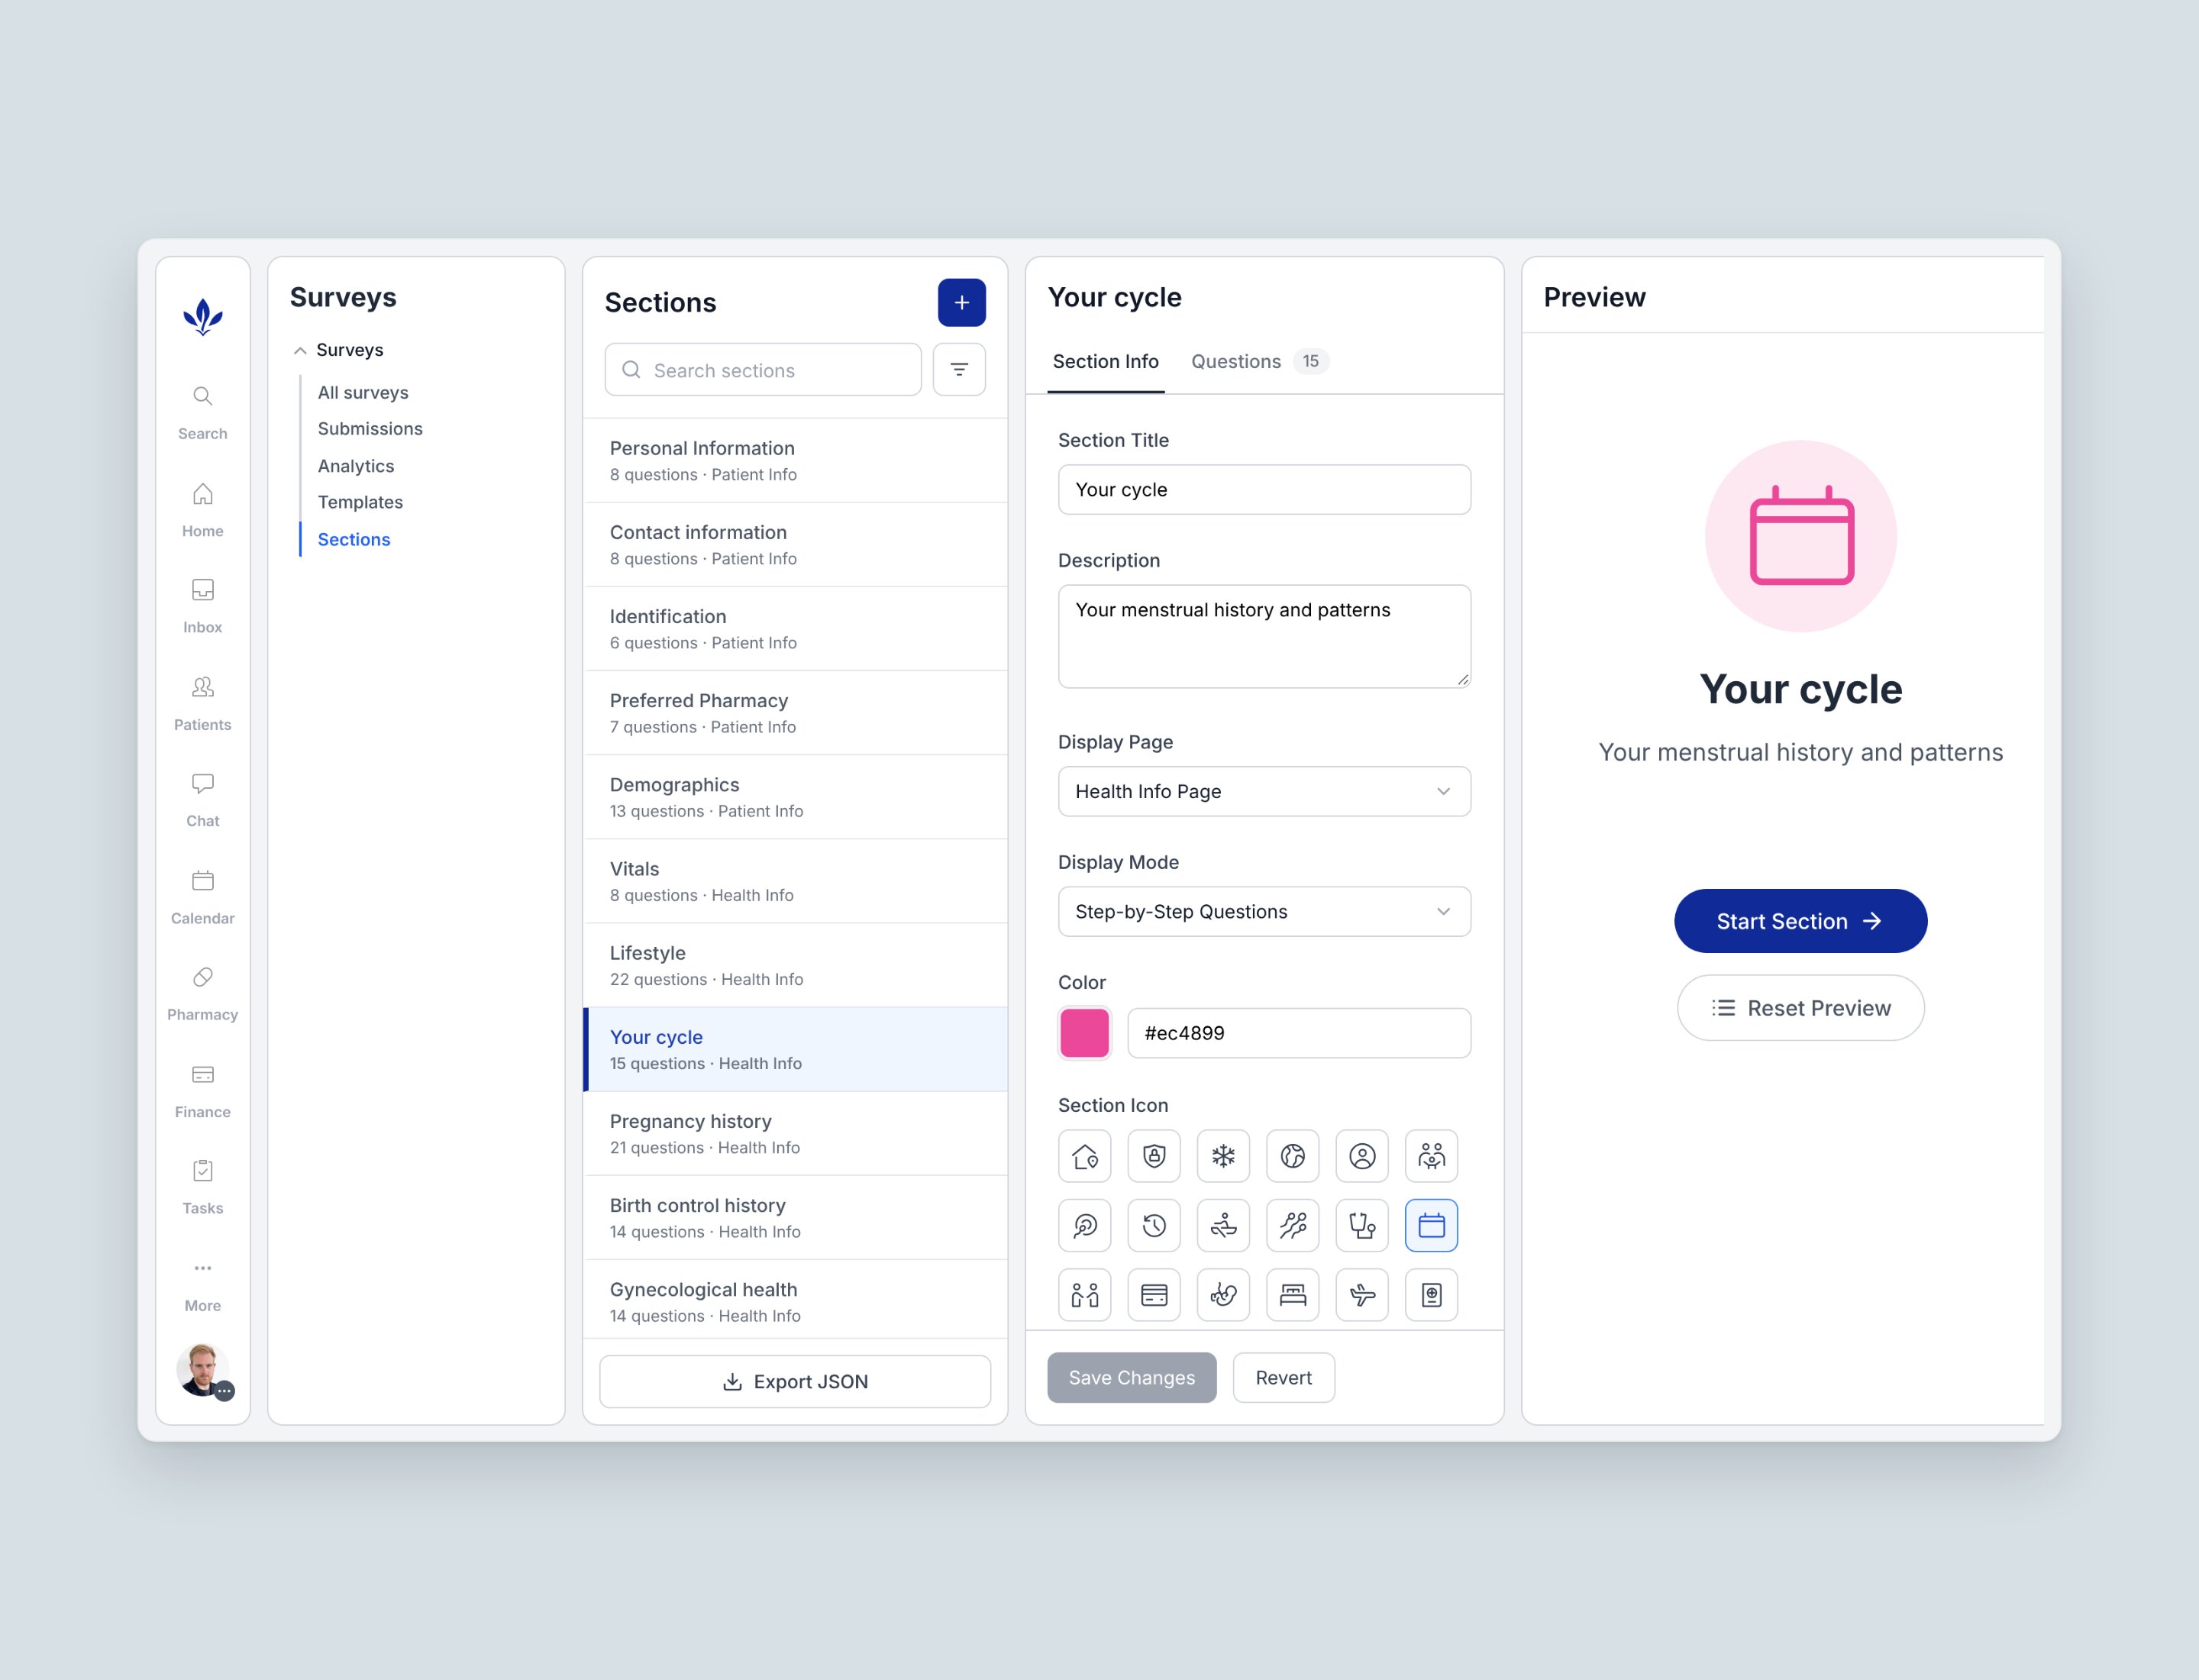 Search
Home
Inbox
Patients
Chat
Calendar
Pharmacy
Finance
Tasks
More
Surveys
Surveys
All surveys
Submissions
Analytics
Templates
Sections
Sections
Search sections
Personal Information
8 questions · Patient Info
Contact information
8 questions · Patient Info
Identification
6 questions · Patient Info
Preferred Pharmacy
7 questions · Patient Info
Demographics
13 questions · Patient Info
Vitals
8 questions · Health Info
Lifestyle
22 questions · Health Info
Your cycle
15 questions · Health Info
Pregnancy history
21 questions · Health Info
Birth control history
14 questions · Health Info
Gynecological health
14 questions · Health Info
Export JSON
Your cycle
Section Info Questions 15
Section Title
Your cycle
Description
Your menstrual history and patterns
Display Page
Health Info Page
Display Mode
Step-by-Step Questions
Color
#ec4899
Section Icon
Save Changes Revert
Preview
Your cycle
Your menstrual history and patterns
Start Section
Reset Preview